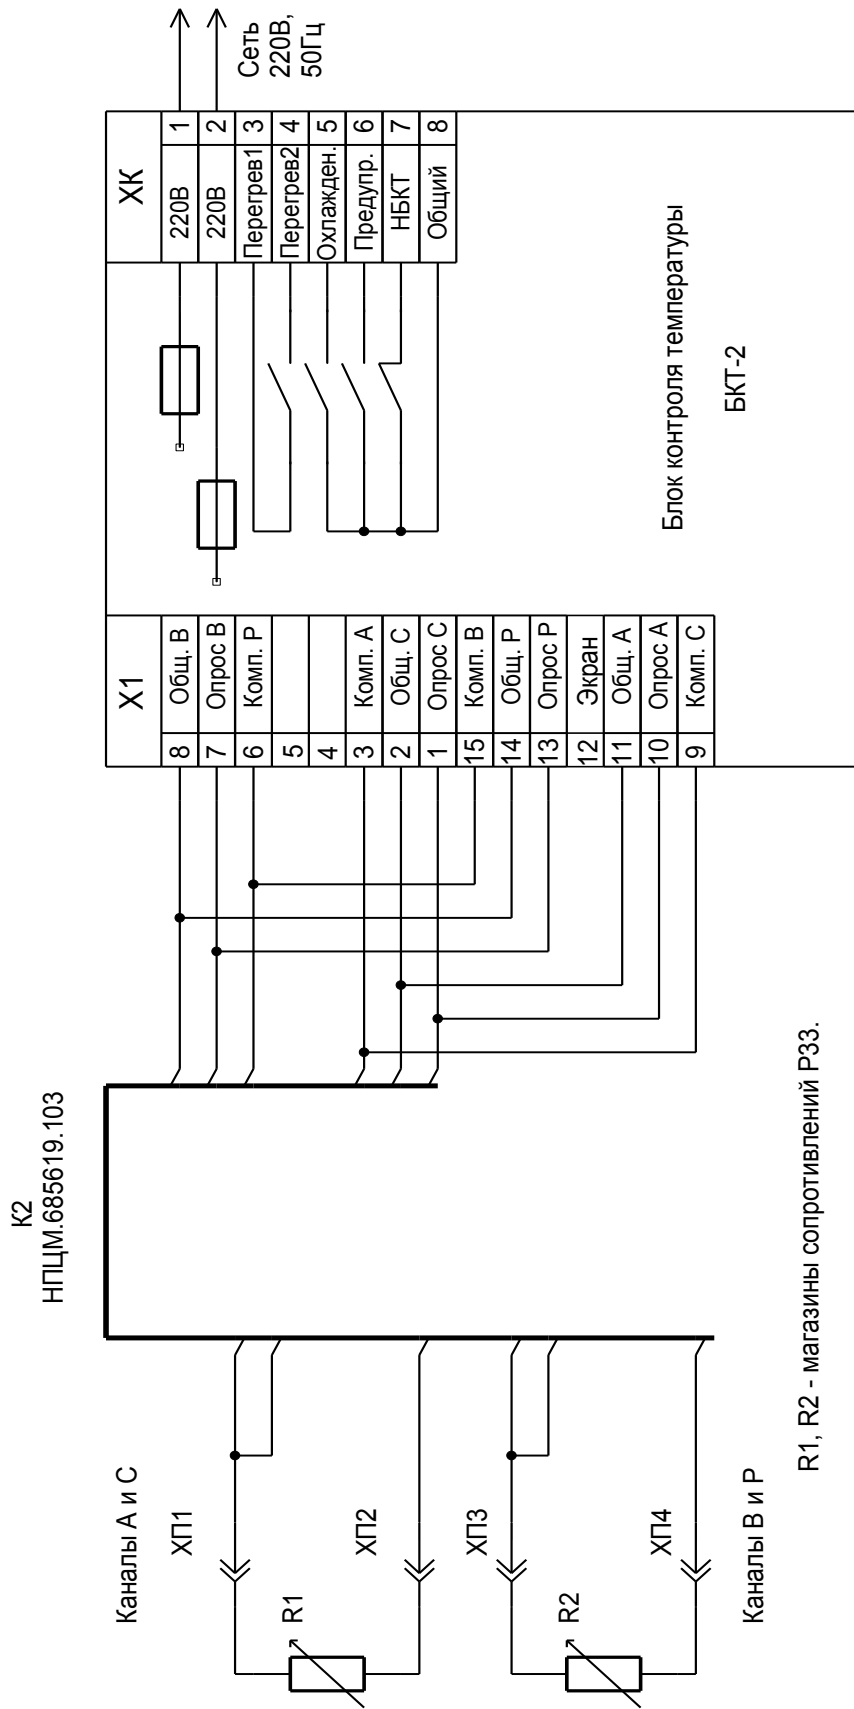 К2
НПЦМ.685619.103
Каналы А и С
ХП1
R1
ХП2
ХП3
R2
ХП4
Каналы В и Р
R1, R2 - магазины сопротивлений Р33.
Х1
8 Общ. В
7 Опрос В
6 Комп. Р
5
4
3 Комп. А
2 Общ. С
1 Опрос С
15 Комп. В
14 Общ. Р
13 Опрос Р
12 Экран
11 Общ. А
10 Опрос А
9 Комп. С
ХК
220В 1
220В 2
Перегрев1 3
Перегрев2 4
Охлажден. 5
Предупр. 6
НБКТ 7
Общий 8
Сеть
220В,
50Гц
Блок контроля температуры
БКТ-2